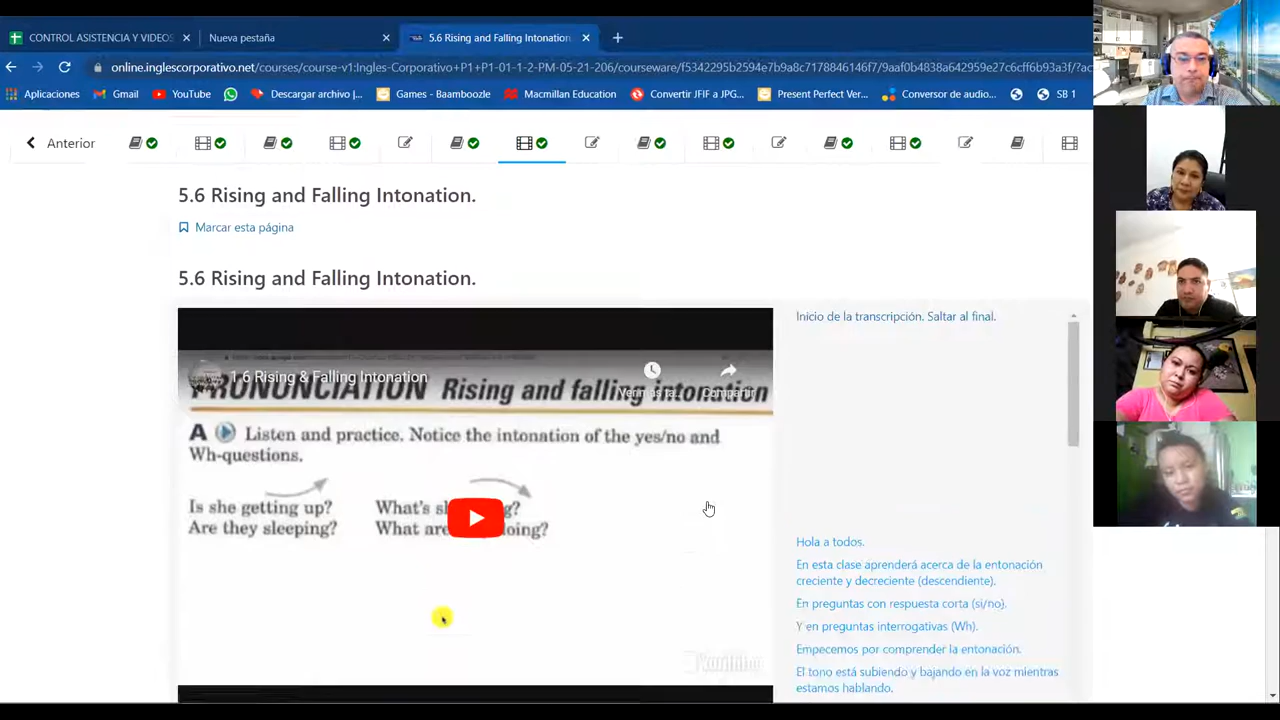 CONTROL ASISTENCIA Y VIDEOS
Nueva pestaña
5.6 Rising and Falling Intonation
online.inglescorporativo.net/courses/course-v1:Ingles-Corporativo+P1+P1-01-1-2-PM-05-21-206/courseware/f5342295b2594e7b9a8c7178846146f7/9aaf0b4838a642959e27c6cff6b93a3f/7ac
Aplicaciones
Gmail
YouTube
Descargar archivo |...
Games - Baamboozle
Macmillan Education
Convertir JFIF a JPG...
Present Perfect Ver...
Conversor de audio...
SB 1
Anterior
5.6 Rising and Falling Intonation.
Marcar esta página
5.6 Rising and Falling Intonation.
Inicio de la transcripción. Saltar al final.
1.6 Rising & Falling Intonation
PRONUNCIATION Rising and falling intonation
Compartir
A Listen and practice. Notice the intonation of the yes/no and
Wh-questions.
Is she getting up? What's
Are they sleeping? What are doing?
Hola a todos.
En esta clase aprenderá acerca de la entonación
creciente y decreciente (descendiente).
En preguntas con respuesta corta (si/no).
Y en preguntas interrogativas (Wh).
Empecemos por comprender la entonación.
El tono está subiendo y bajando en la voz mientras
estamos hablando.